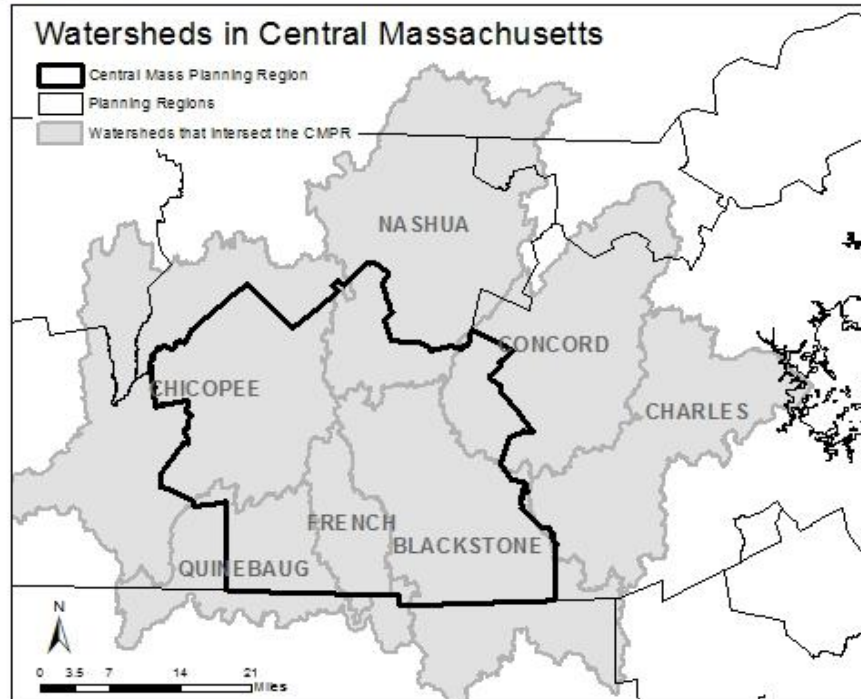 Watersheds in Central Massachusetts
Central Mass Planning Region
Planning Regions
Watersheds that Intersect the CMPR
NASHUA
CONCORD
CHICOPEE
CHARLES
FRENCH
BLACKSTONE
QUINEBAUG
N
0 3.5 7 14 21
Miles